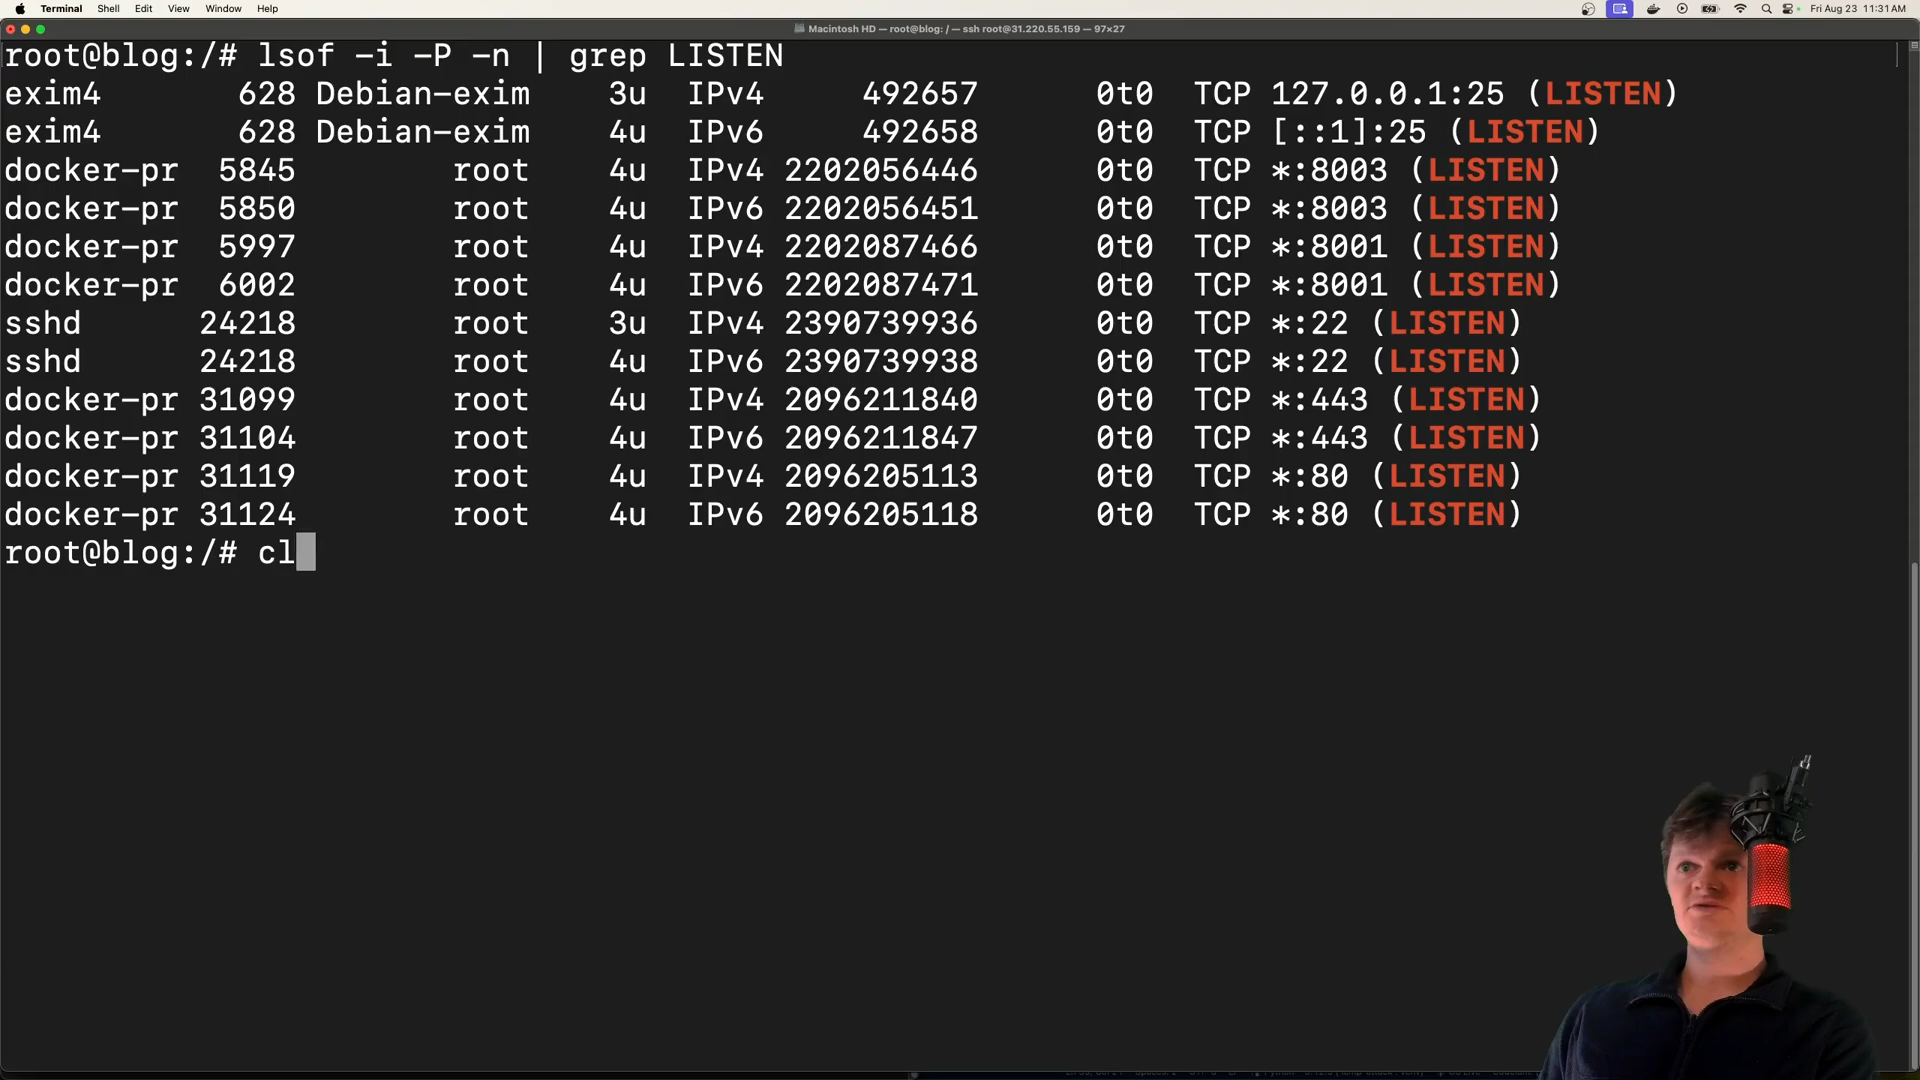 Terminal Shell Edit View Window Help Fri Aug 23 11:31 AM
Macintosh HD — root@blog: / — ssh root@31.220.55.159 — 97×27
root@blog:/# lsof -i -P -n | grep LISTEN
exim4 628 Debian-exim 3u IPv4 492657 0t0 TCP 127.0.0.1:25 (LISTEN)
exim4 628 Debian-exim 4u IPv6 492658 0t0 TCP [::1]:25 (LISTEN)
docker-pr 5845 root 4u IPv4 2202056446 0t0 TCP *:8003 (LISTEN)
docker-pr 5850 root 4u IPv6 2202056451 0t0 TCP *:8003 (LISTEN)
docker-pr 5997 root 4u IPv4 2202087466 0t0 TCP *:8001 (LISTEN)
docker-pr 6002 root 4u IPv6 2202087471 0t0 TCP *:8001 (LISTEN)
sshd 24218 root 3u IPv4 2390739936 0t0 TCP *:22 (LISTEN)
sshd 24218 root 4u IPv6 2390739938 0t0 TCP *:22 (LISTEN)
docker-pr 31099 root 4u IPv4 2096211840 0t0 TCP *:443 (LISTEN)
docker-pr 31104 root 4u IPv6 2096211847 0t0 TCP *:443 (LISTEN)
docker-pr 31119 root 4u IPv4 2096205113 0t0 TCP *:80 (LISTEN)
docker-pr 31124 root 4u IPv6 2096205118 0t0 TCP *:80 (LISTEN)
root@blog:/# cl